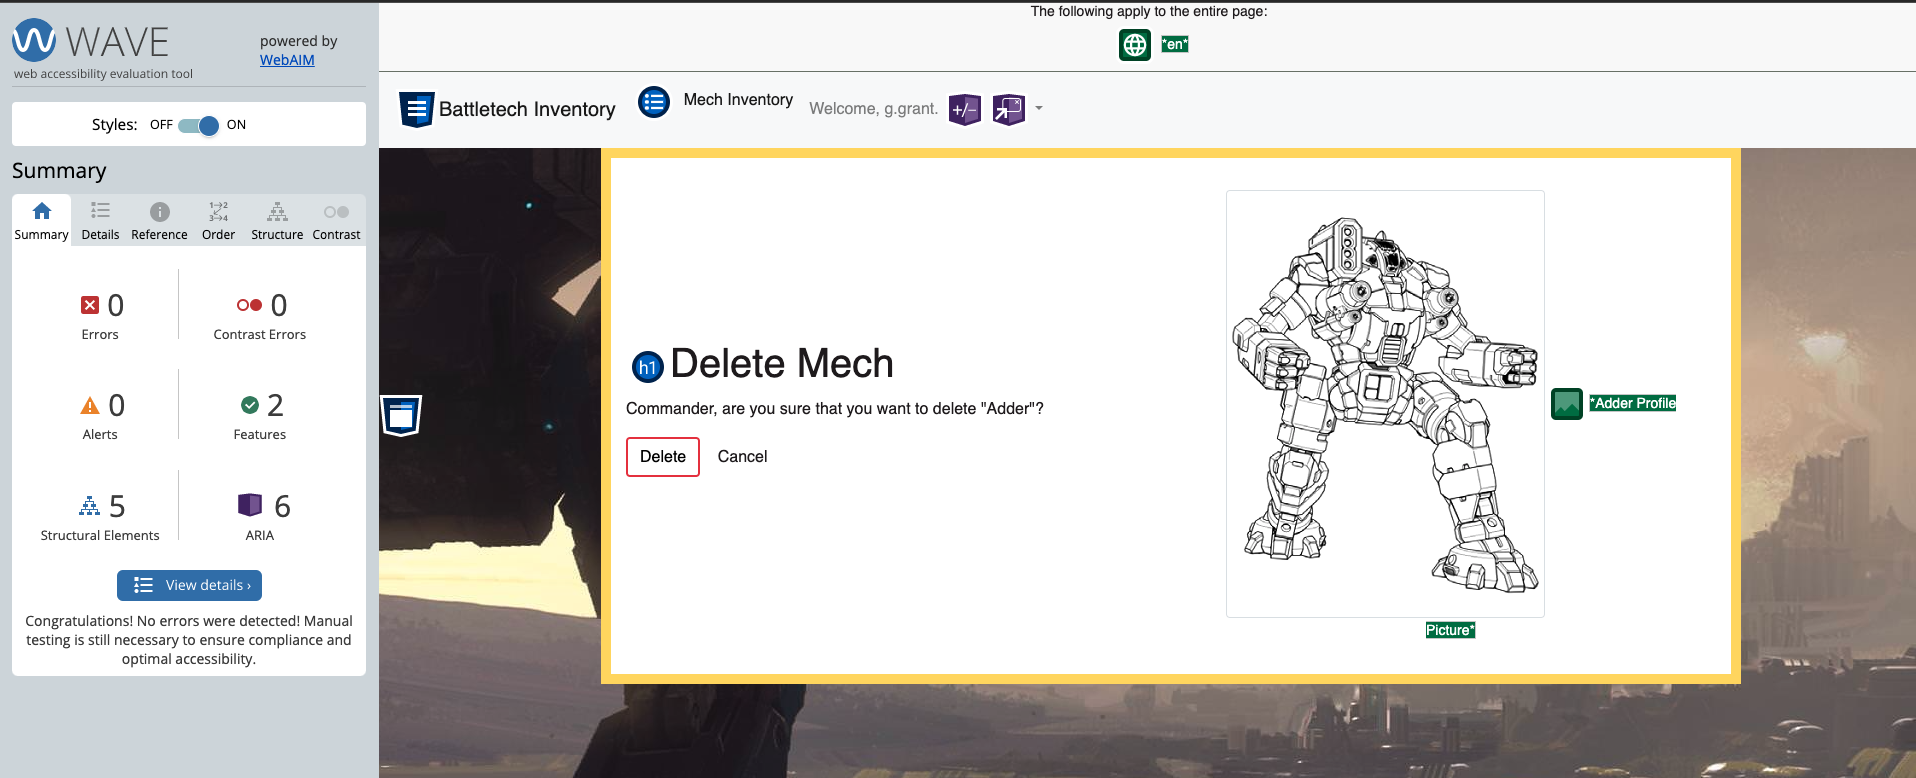 WAVE
web accessibility evaluation tool
powered by
WebAIM
Styles: OFF ON
Summary
Summary Details Reference Order Structure Contrast
0
Errors
0
Contrast Errors
0
Alerts
2
Features
5
Structural Elements
6
ARIA
View details ›
Congratulations! No errors were detected! Manual
testing is still necessary to ensure compliance and
optimal accessibility.
The following apply to the entire page:
*en*
Battletech Inventory
Mech Inventory
Welcome, g.grant.
+/-
h1 Delete Mech
Commander, are you sure that you want to delete "Adder"?
Delete
Cancel
*Adder Profile
Picture*